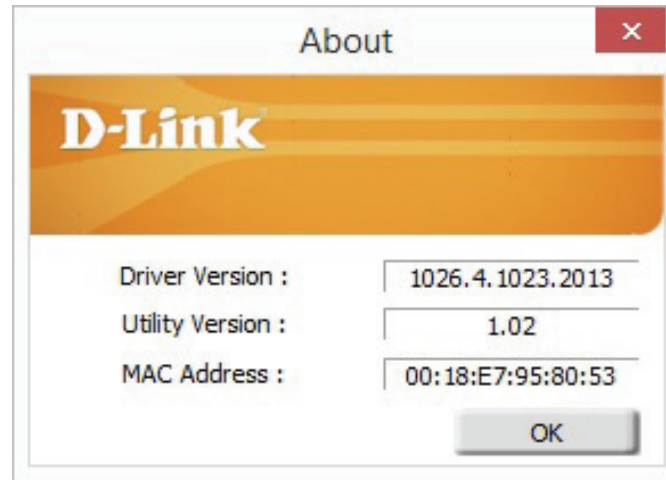 About
D-Link
Driver Version : 1026.4.1023.2013
Utility Version : 1.02
MAC Address : 00:18:E7:95:80:53
OK